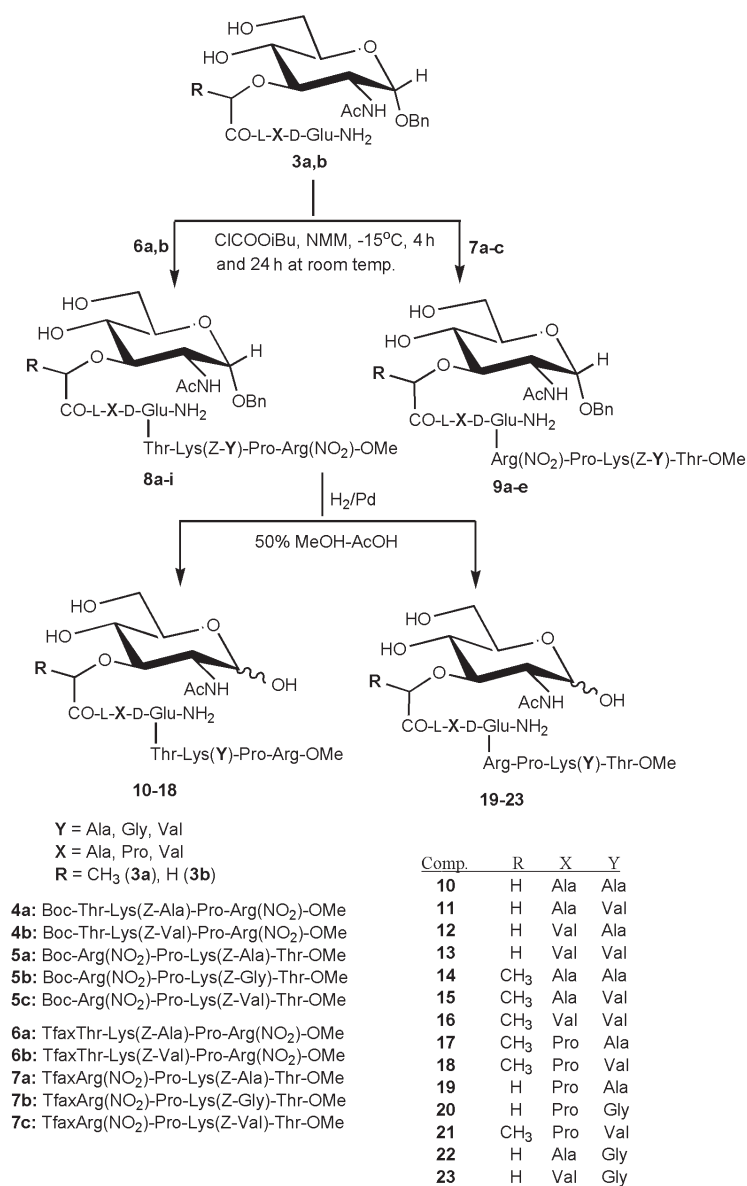 HO
O
HO
H
R
O
AcNH
OBn
CO-L-X-D-Glu-NH2
3a,b
6a,b
ClCOOiBu, NMM, -15°C, 4 h
and 24 h at room temp.
7a-c
HO
O
HO
H
R
O
AcNH
OBn
CO-L-X-D-Glu-NH2
Thr-Lys(Z-Y)-Pro-Arg(NO2)-OMe
8a-i
HO
O
HO
H
R
O
AcNH
OBn
CO-L-X-D-Glu-NH2
Arg(NO2)-Pro-Lys(Z-Y)-Thr-OMe
9a-e
H2/Pd
50% MeOH-AcOH
HO
O
HO
R
O
AcNH
OH
CO-L-X-D-Glu-NH2
Thr-Lys(Y)-Pro-Arg-OMe
10-18
HO
O
HO
R
O
AcNH
OH
CO-L-X-D-Glu-NH2
Arg-Pro-Lys(Y)-Thr-OMe
19-23
Y = Ala, Gly, Val
X = Ala, Pro, Val
R = CH3 (3a), H (3b)
4a: Boc-Thr-Lys(Z-Ala)-Pro-Arg(NO2)-OMe
4b: Boc-Thr-Lys(Z-Val)-Pro-Arg(NO2)-OMe
5a: Boc-Arg(NO2)-Pro-Lys(Z-Ala)-Thr-OMe
5b: Boc-Arg(NO2)-Pro-Lys(Z-Gly)-Thr-OMe
5c: Boc-Arg(NO2)-Pro-Lys(Z-Val)-Thr-OMe
6a: TfaxThr-Lys(Z-Ala)-Pro-Arg(NO2)-OMe
6b: TfaxThr-Lys(Z-Val)-Pro-Arg(NO2)-OMe
7a: TfaxArg(NO2)-Pro-Lys(Z-Ala)-Thr-OMe
7b: TfaxArg(NO2)-Pro-Lys(Z-Gly)-Thr-OMe
7c: TfaxArg(NO2)-Pro-Lys(Z-Val)-Thr-OMe
Comp. R X Y
10 H Ala Ala
11 H Ala Val
12 H Val Ala
13 H Val Val
14 CH3 Ala Ala
15 CH3 Ala Val
16 CH3 Val Val
17 CH3 Pro Ala
18 CH3 Pro Val
19 H Pro Ala
20 H Pro Gly
21 CH3 Pro Val
22 H Ala Gly
23 H Val Gly